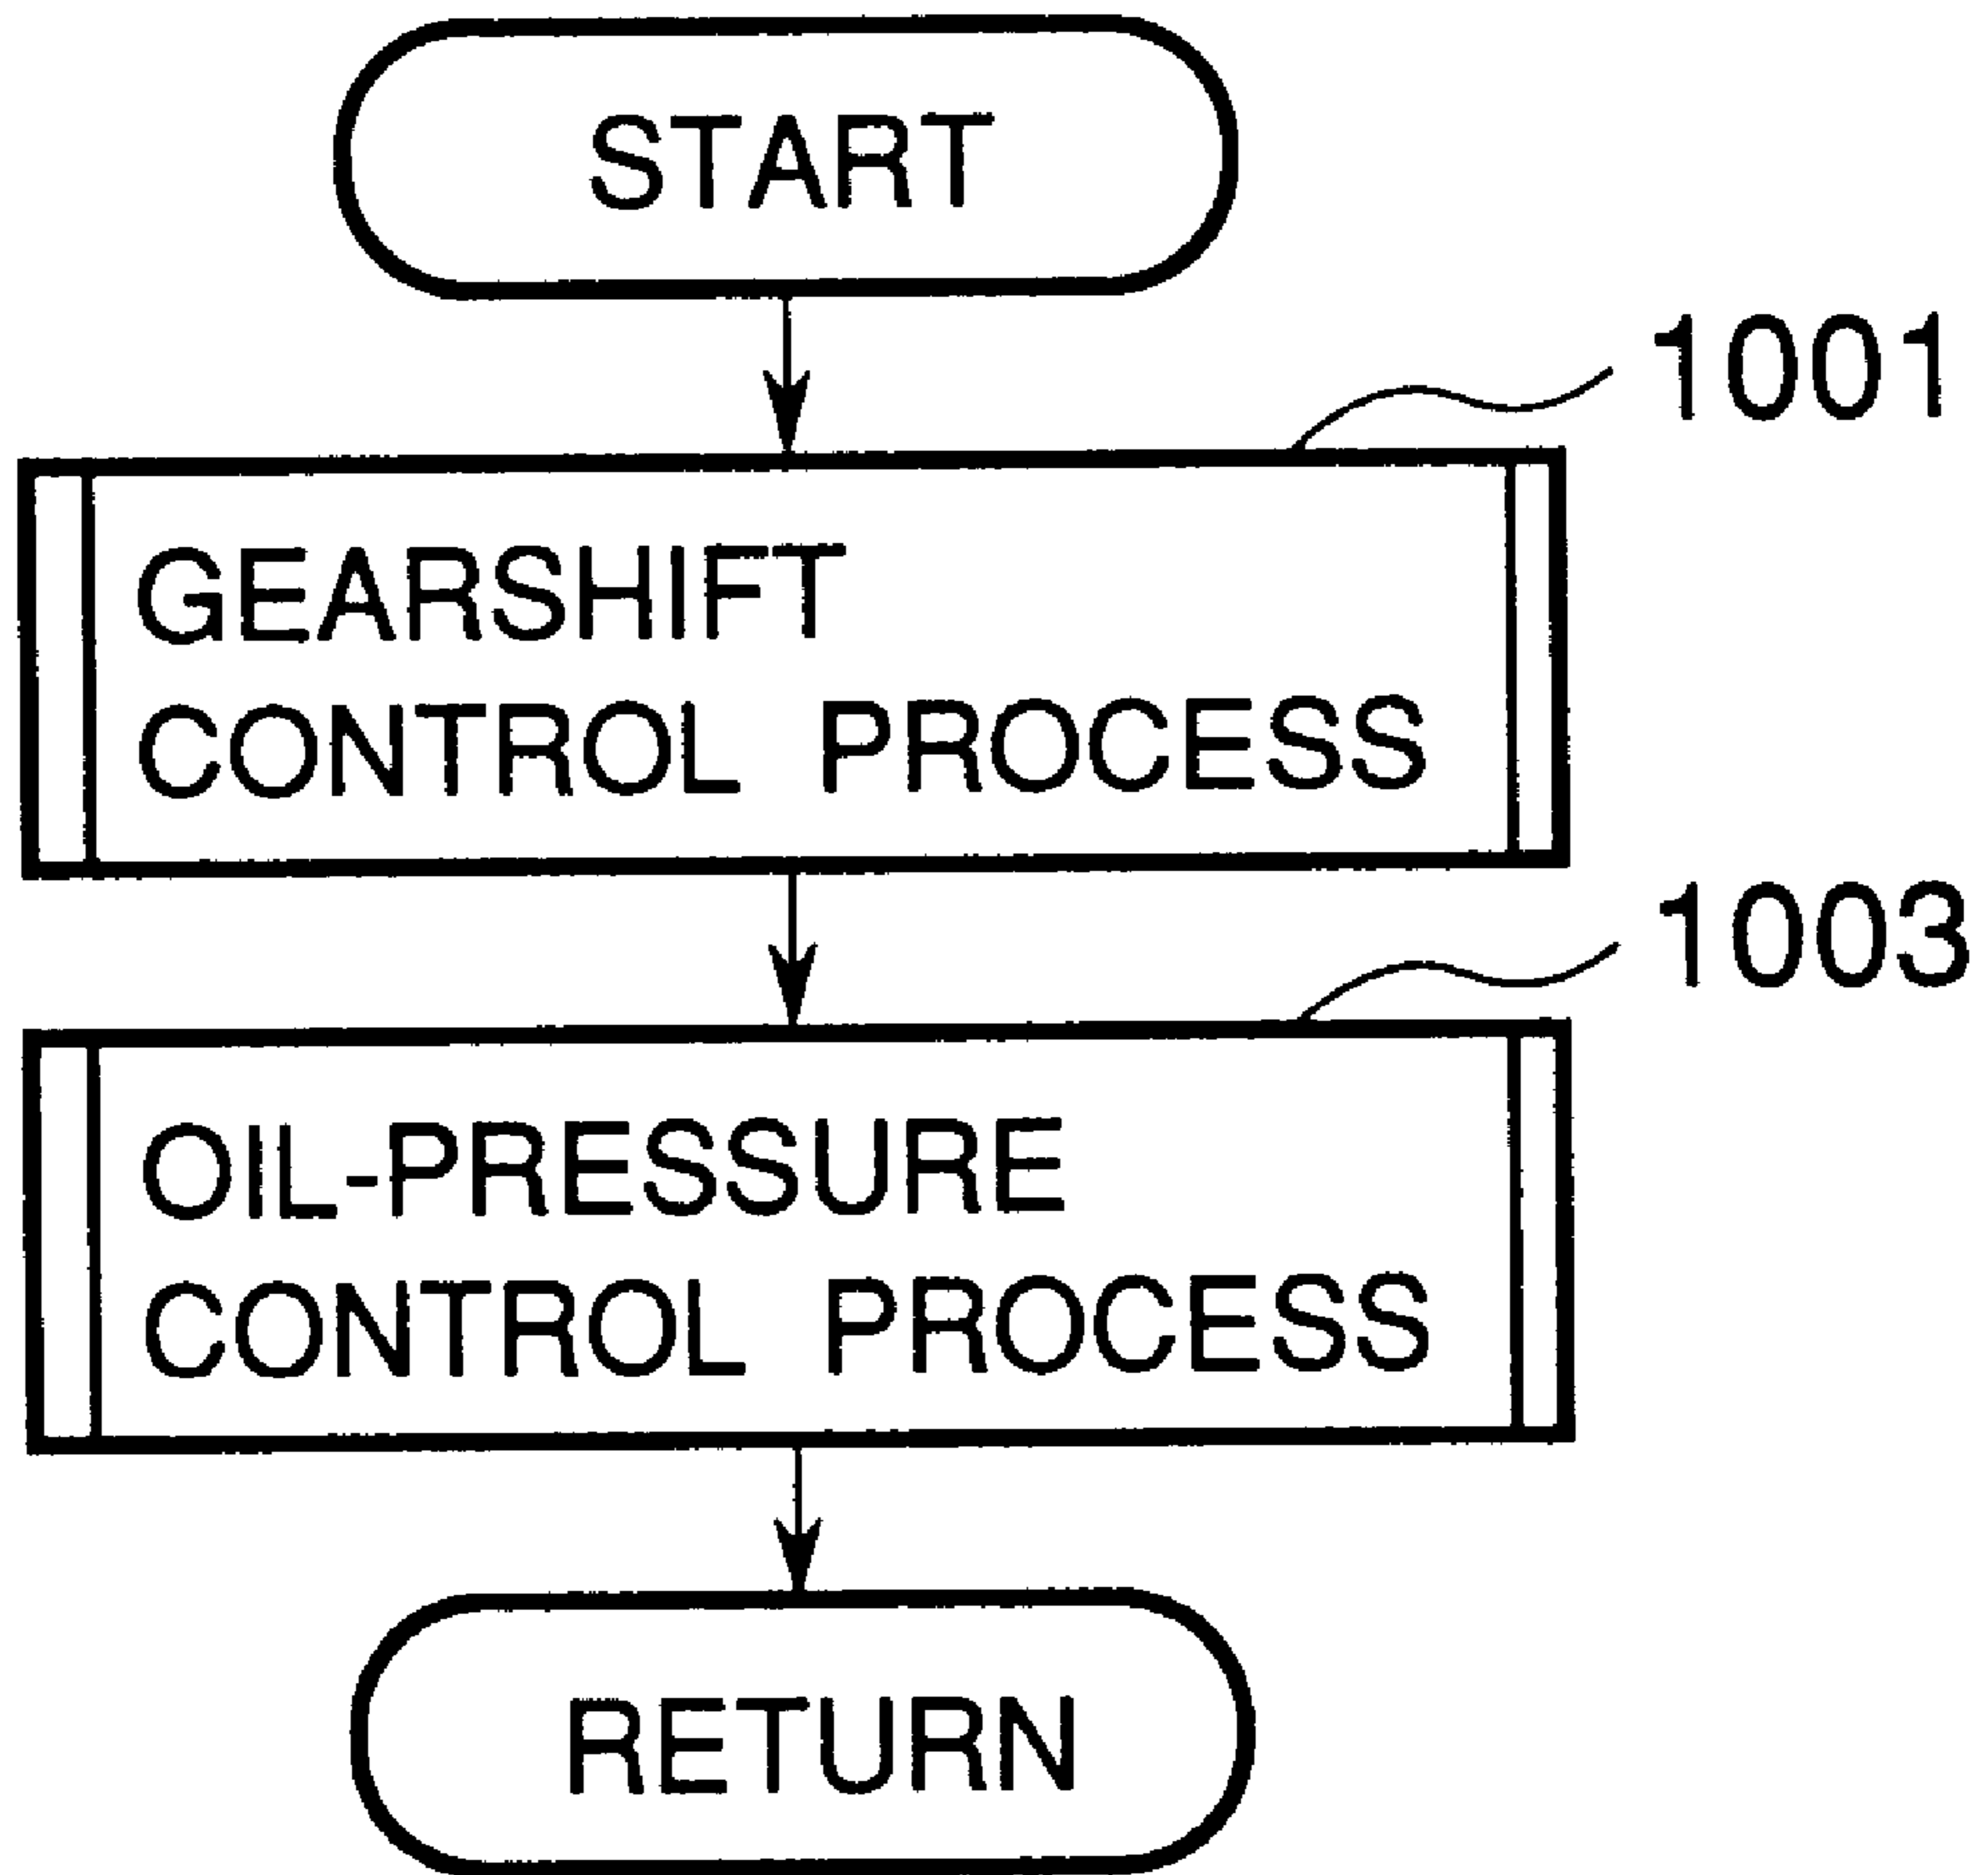 START
1001
GEARSHIFT
CONTROL PROCESS
1003
OIL-PRESSURE
CONTROL PROCESS
RETURN